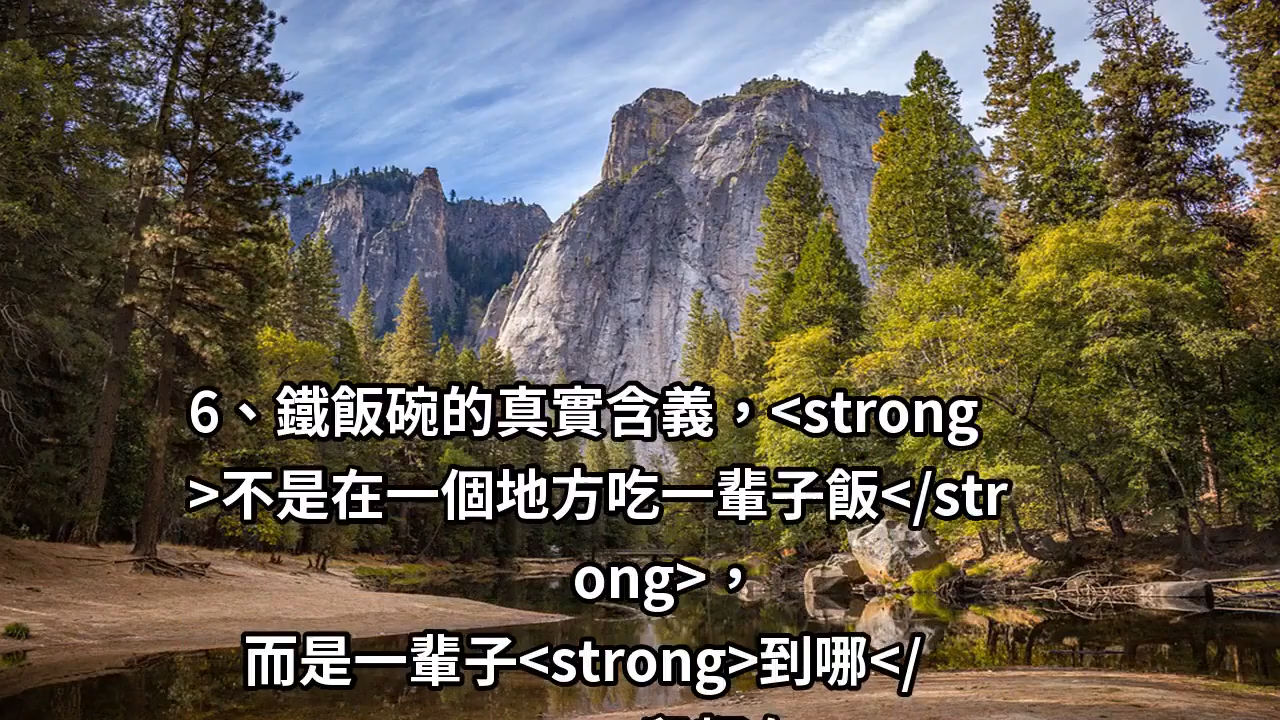 6、鐵飯碗的真實含義，<strong
>不是在一個地方吃一輩子飯</str
ong>，
而是一輩子<strong>到哪</